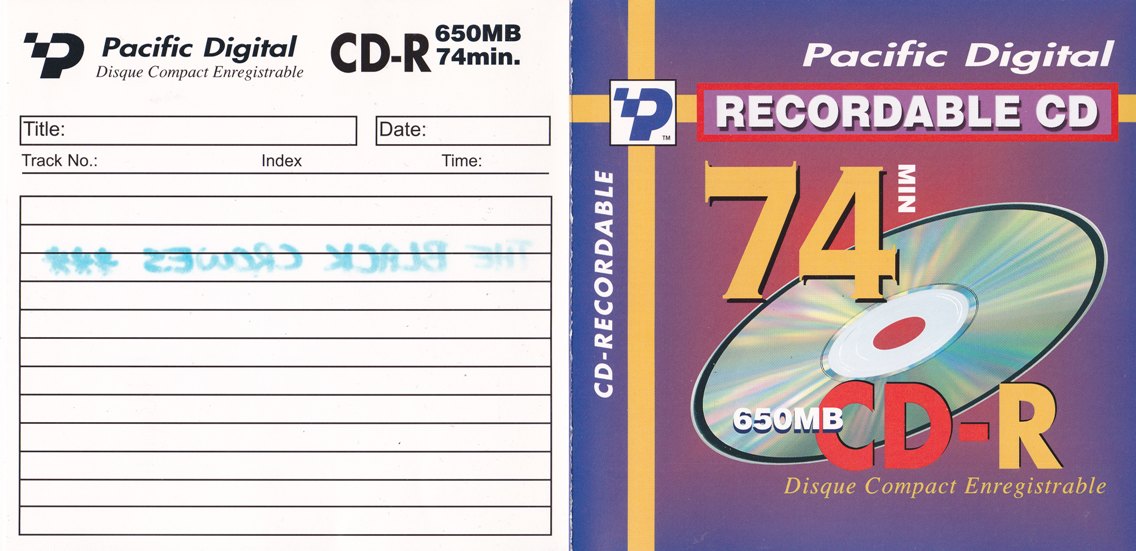 Pacific Digital
Disque Compact Enregistrable
CD-R 650MB
74min.
Title:
Date:
Track No.: Index Time:
THE BLACK CROWES ***
Pacific Digital
P TM
RECORDABLE CD
CD-RECORDABLE
74 MIN
650MB
CD-R
Disque Compact Enregistrable